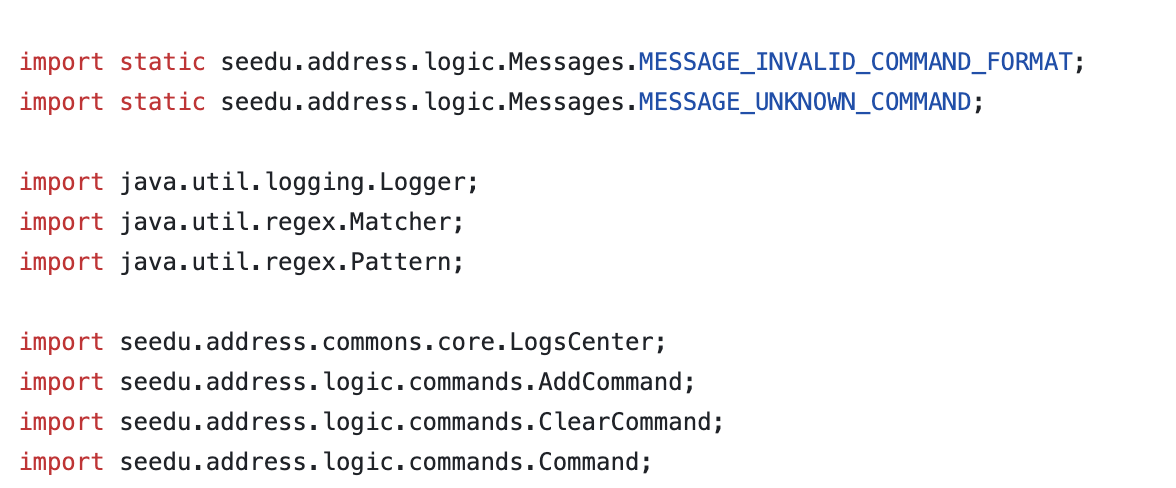 import static seedu.address.logic.Messages.MESSAGE_INVALID_COMMAND_FORMAT;
import static seedu.address.logic.Messages.MESSAGE_UNKNOWN_COMMAND;
import java.util.logging.Logger;
import java.util.regex.Matcher;
import java.util.regex.Pattern;
import seedu.address.commons.core.LogsCenter;
import seedu.address.logic.commands.AddCommand;
import seedu.address.logic.commands.ClearCommand;
import seedu.address.logic.commands.Command;